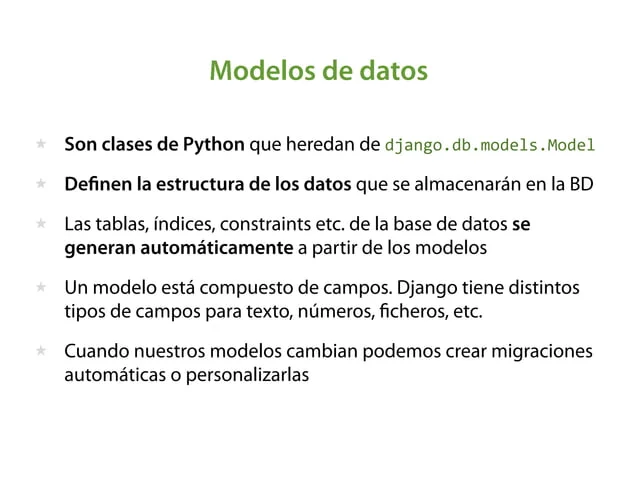 Modelos de datos
★ Son clases de Python que heredan de django.db.models.Model
★ Definen la estructura de los datos que se almacenarán en la BD
★ Las tablas, índices, constraints etc. de la base de datos se
generan automáticamente a partir de los modelos
★ Un modelo está compuesto de campos. Django tiene distintos
tipos de campos para texto, números, ficheros, etc.
★ Cuando nuestros modelos cambian podemos crear migraciones
automáticas o personalizarlas